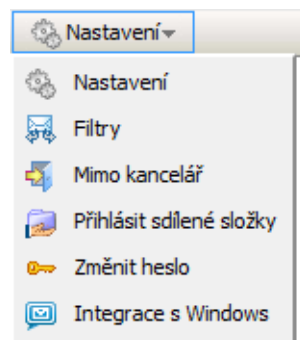 Nastavení
Nastavení
Filtry
Mimo kancelář
Přihlásit sdílené složky
Změnit heslo
Integrace s Windows